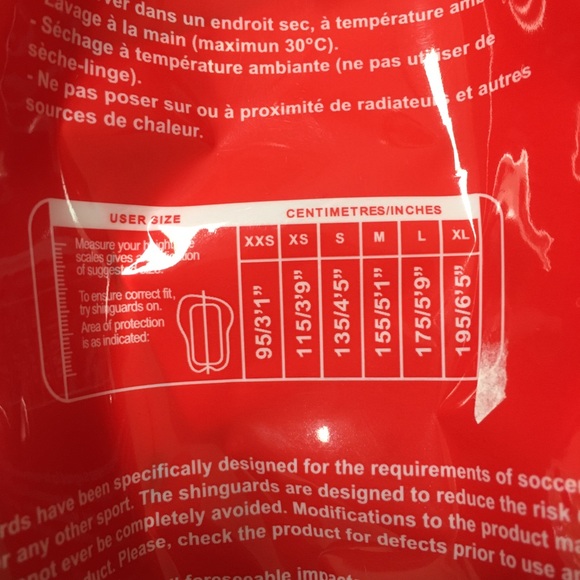 ver dans un endroit sec, à température
Lavage à la main (maximun 30°C).
- Séchage à température ambiante (ne pas utiliser de
sèche-linge).
- Ne pas poser sur ou à proximité de radiateurs et autres
sources de chaleur.
USER SIZE
CENTIMETRES/INCHES
Measure your height
scales gives
of suggested
To ensure correct fit,
try shinguards on.
Area of protection
is as indicated:
XXS XS S M L XL
95/3'1" 115/3'9" 135/4'5" 155/5'1" 175/5'9" 195/6'5"
rds have been specifically designed for the requirements of soccer
any other sport. The shinguards are designed to reduce the risk
not ever be completely avoided. Modifications to the product
duct. Please, check the product for defects prior to use
foreseeable